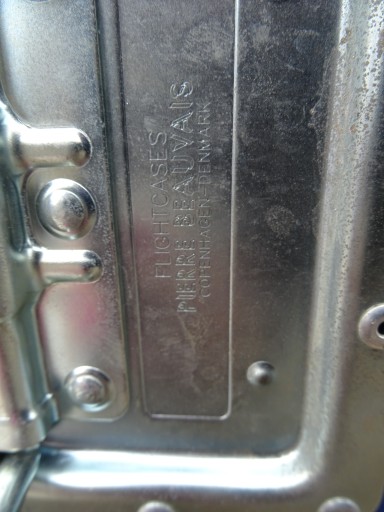 FLIGHTCASES
PIERRE BEAUVAIS
COPENHAGEN-DENMARK